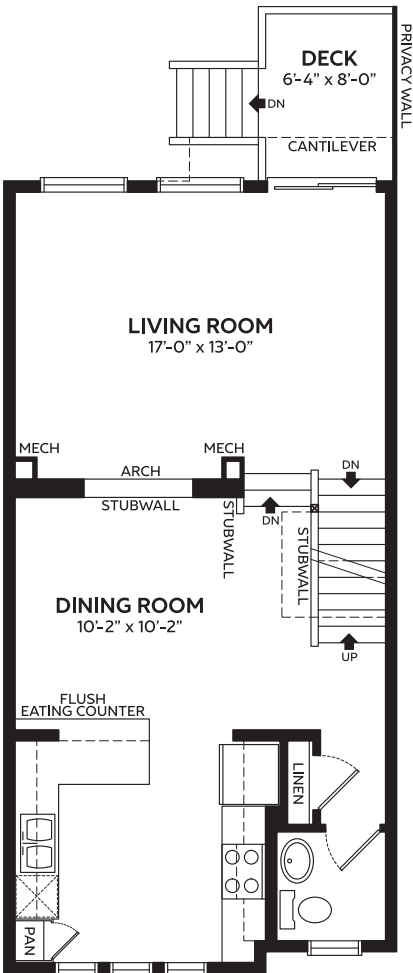 DECK
6'-4" x 8'-0"
PRIVACY WALL
DN
CANTILEVER
LIVING ROOM
17'-0" x 13'-0"
MECH
MECH
ARCH
STUBWALL
DN
DN
STUBWALL
STUBWALL
DINING ROOM
10'-2" x 10'-2"
UP
FLUSH
EATING COUNTER
LINEN
PAN